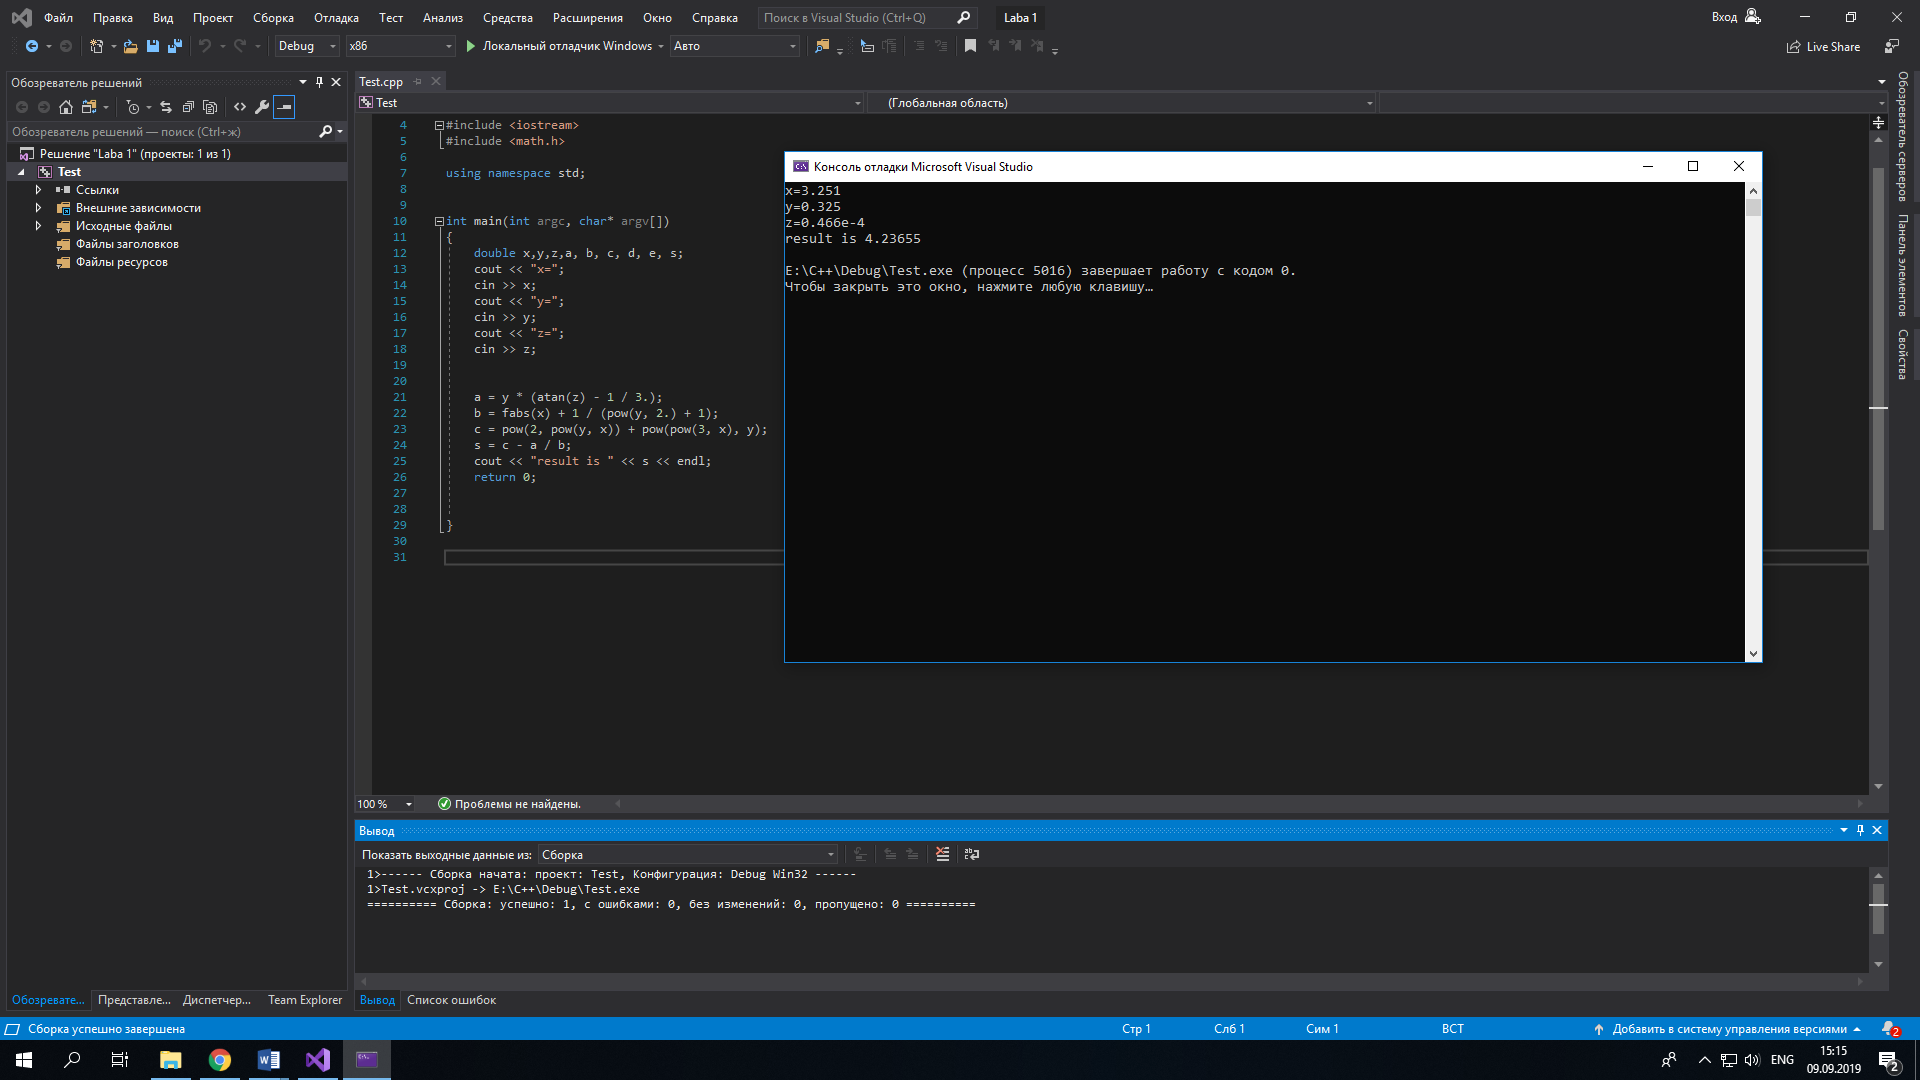 Файл Правка Вид Проект Сборка Отладка Тест Анализ Средства Расширения Окно Справка Поиск в Visual Studio (Ctrl+Q) Laba 1 Вход
Debug x86 Локальный отладчик Windows Авто Live Share
Обозреватель решений
Обозреватель решений — поиск (Ctrl+ж)
Решение "Laba 1" (проекты: 1 из 1)
Test
Ссылки
Внешние зависимости
Исходные файлы
Файлы заголовков
Файлы ресурсов
Обозревате... Представле... Диспетчер... Team Explorer
Test.cpp
Test (Глобальная область)
4 #include <iostream>
5 #include <math.h>
6
7 using namespace std;
8
9
10 int main(int argc, char* argv[])
11 {
12 double x,y,z,a, b, c, d, e, s;
13 cout << "x=";
14 cin >> x;
15 cout << "y=";
16 cin >> y;
17 cout << "z=";
18 cin >> z;
19
20
21 a = y * (atan(z) - 1 / 3.);
22 b = fabs(x) + 1 / (pow(y, 2.) + 1);
23 c = pow(2, pow(y, x)) + pow(pow(3, x), y);
24 s = c - a / b;
25 cout << "result is " << s << endl;
26 return 0;
27
28
29 }
30
31
Консоль отладки Microsoft Visual Studio
x=3.251
y=0.325
z=0.466e-4
result is 4.23655
E:\C++\Debug\Test.exe (процесс 5016) завершает работу с кодом 0.
Чтобы закрыть это окно, нажмите любую клавишу…
100 % Проблемы не найдены.
Вывод
Показать выходные данные из: Сборка
1>------ Сборка начата: проект: Test, Конфигурация: Debug Win32 ------
1>Test.vcxproj -> E:\C++\Debug\Test.exe
========== Сборка: успешно: 1, с ошибками: 0, без изменений: 0, пропущено: 0 ==========
Вывод Список ошибок
Обозреватель серверов
Панель элементов
Свойства
Сборка успешно завершена Стр 1 Слб 1 Сим 1 ВСТ Добавить в систему управления версиями 2
ENG 15:15
09.09.2019 2